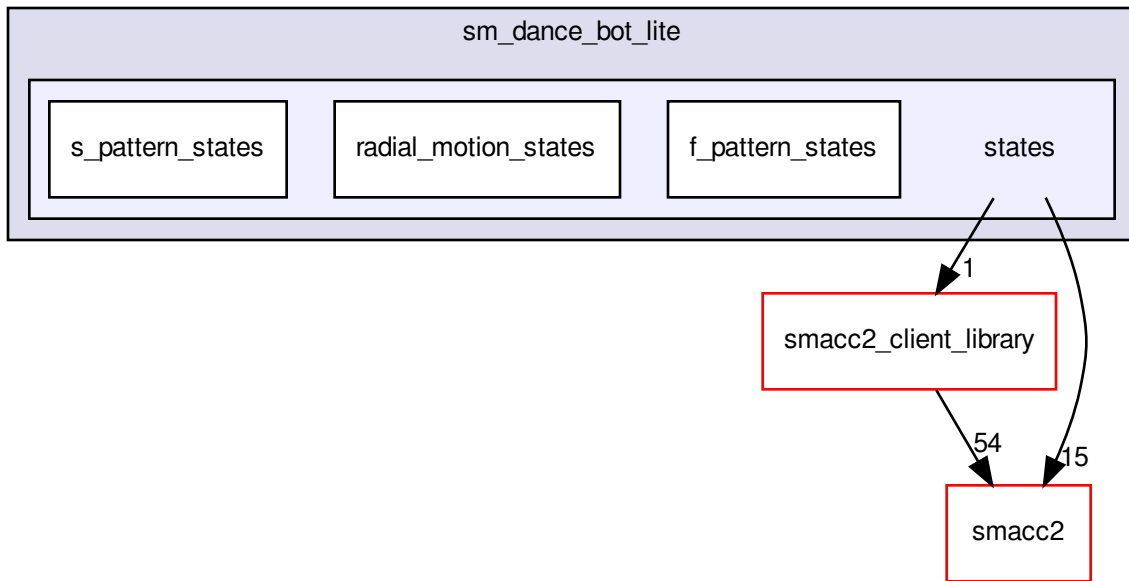 sm_dance_bot_lite
s_pattern_states
radial_motion_states
f_pattern_states
states
1
smacc2_client_library
54
15
smacc2